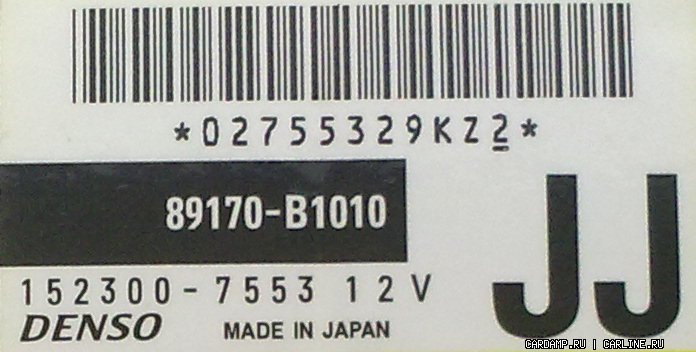 *02755329KZ2*
89170-B1010
JJ
152300-7553 12V
DENSO MADE IN JAPAN
CARDAMP.RU | CARLINE.RU